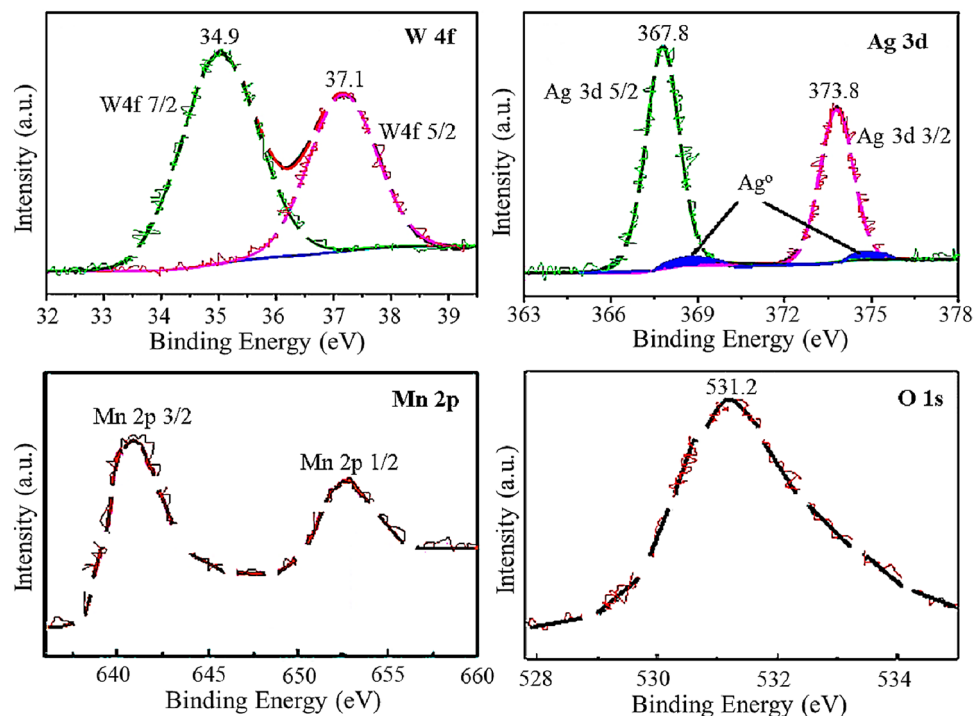 W 4f
34.9
37.1
W4f 7/2
W4f 5/2
Intensity (a.u.)
32 33 34 35 36 37 38 39
Binding Energy (eV)
Ag 3d
367.8
373.8
Ag 3d 5/2
Ag 3d 3/2
Agº
Intensity (a.u.)
363 366 369 372 375 378
Binding Energy (eV)
Mn 2p
Mn 2p 3/2
Mn 2p 1/2
Intensity (a.u.)
640 645 650 655 660
Binding Energy (eV)
O 1s
531.2
Intensity (a.u.)
528 530 532 534
Binding Energy (eV)